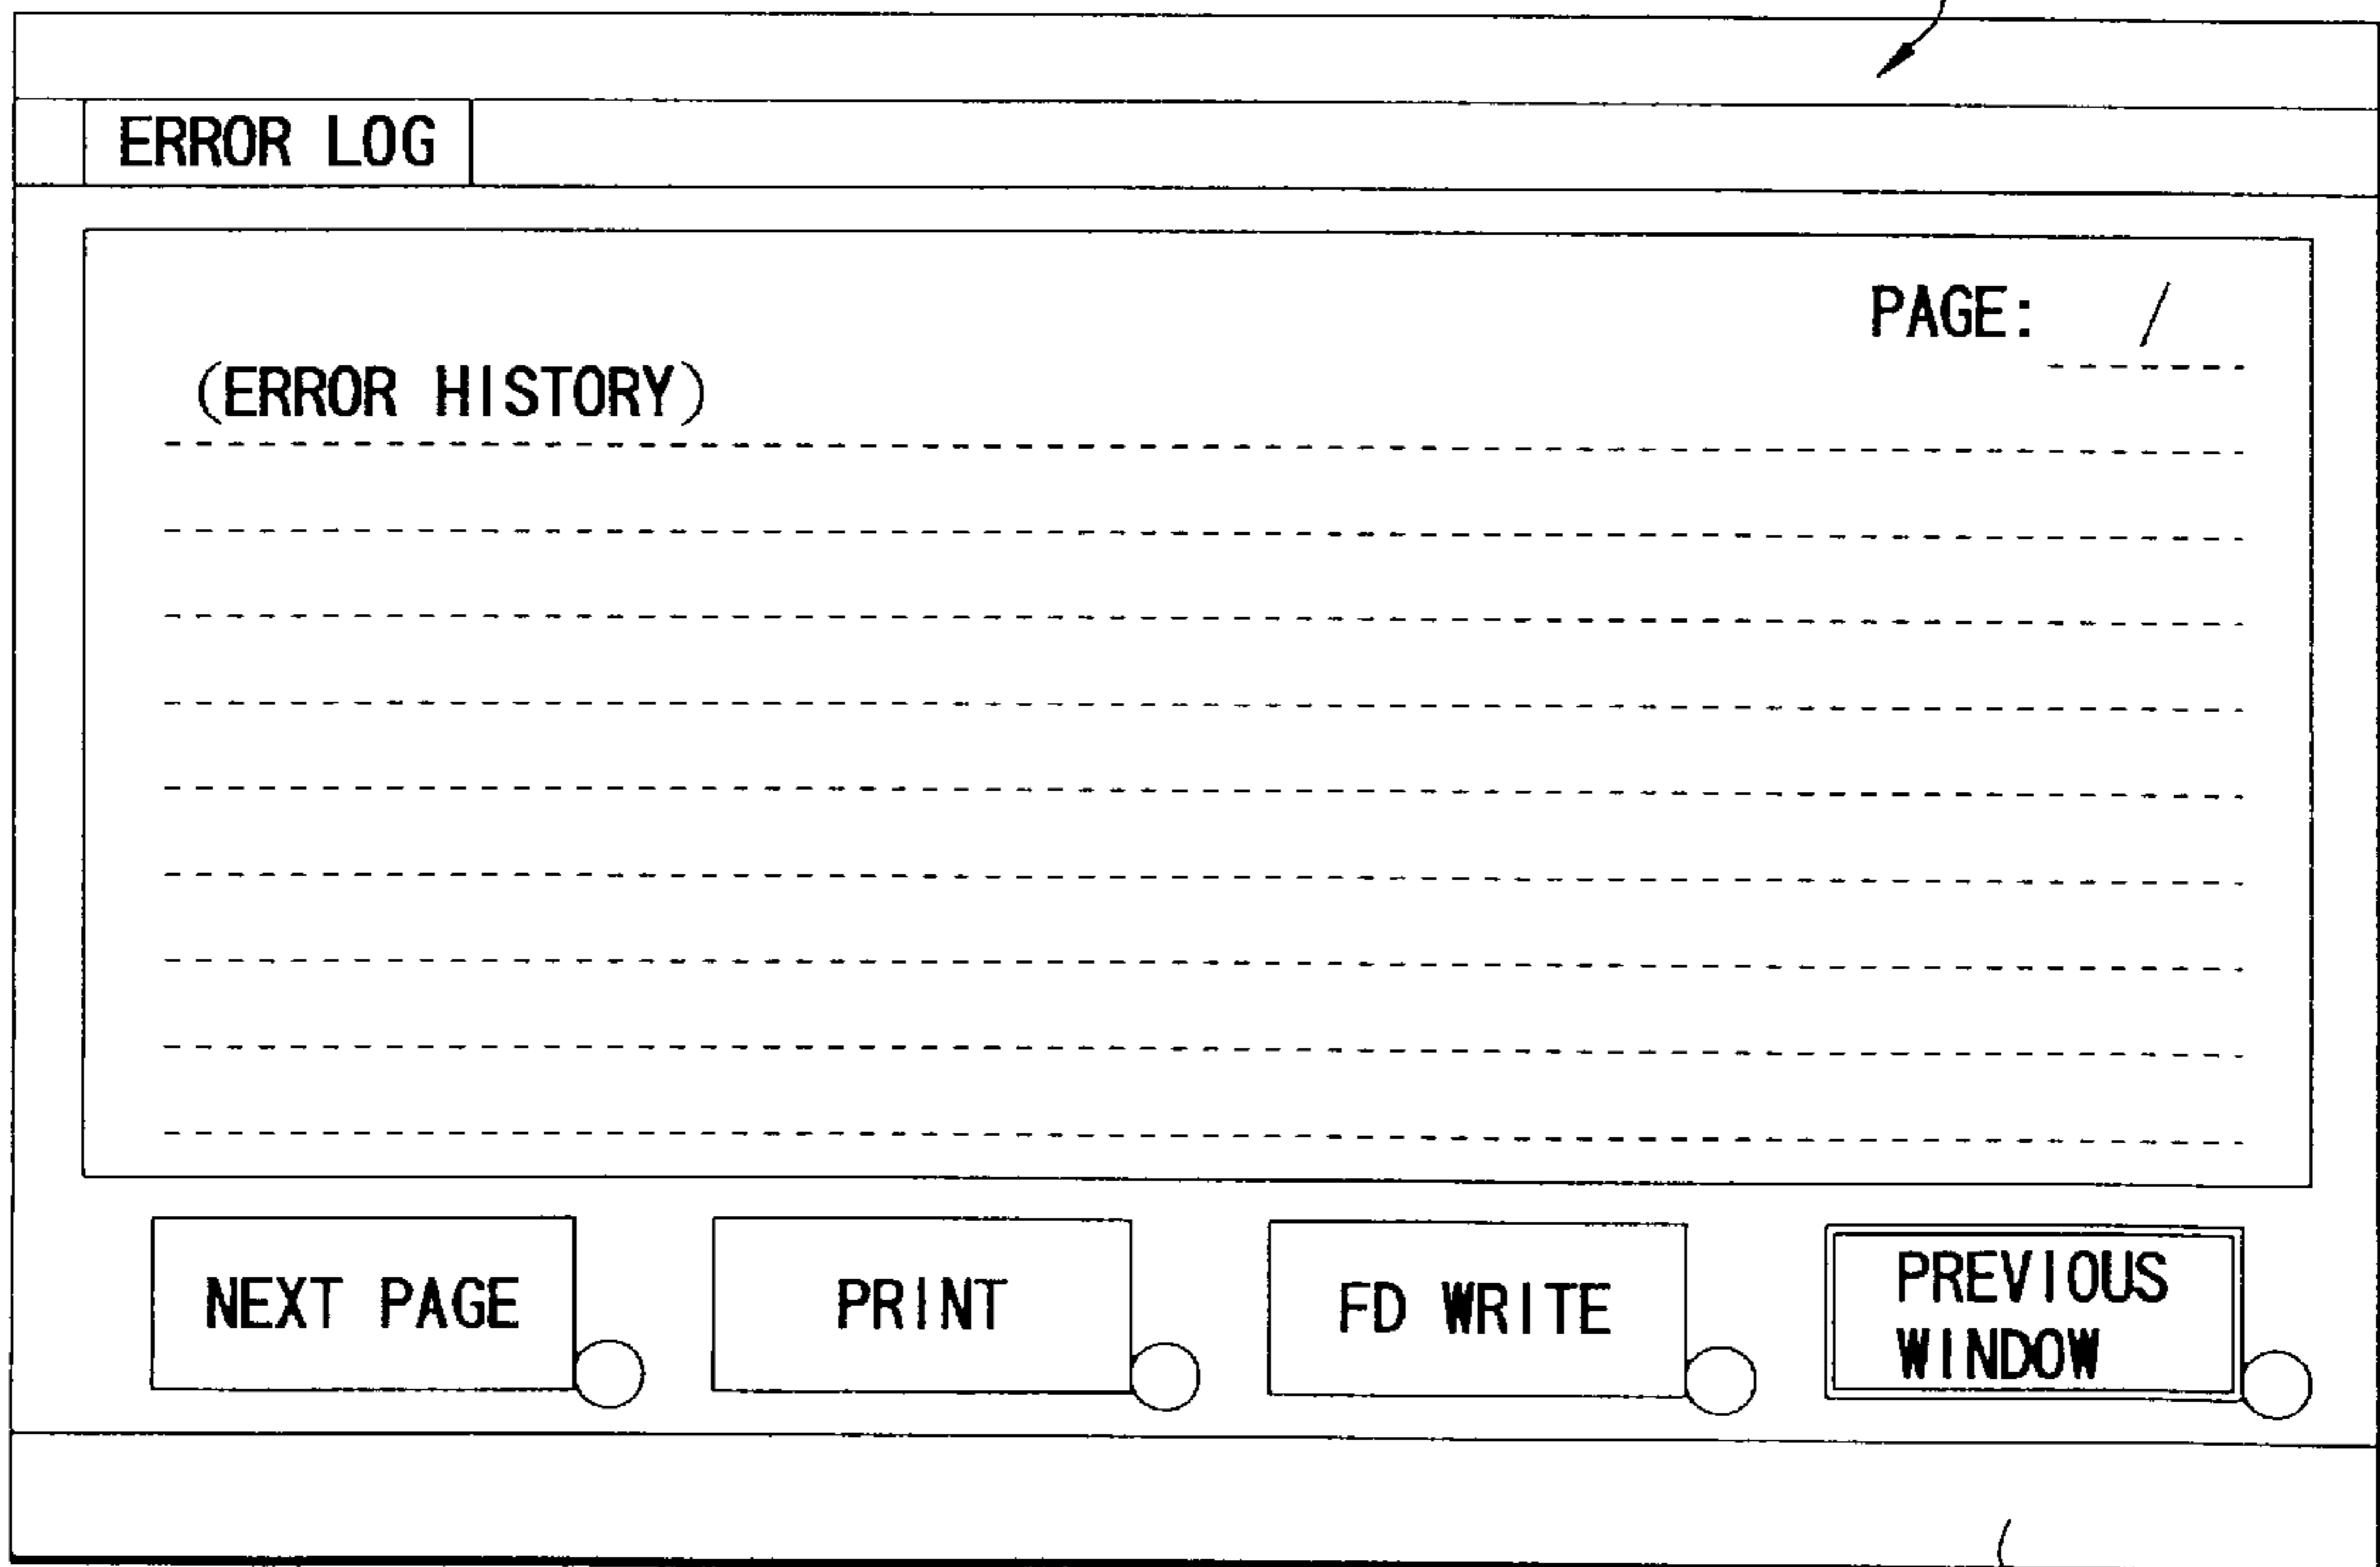 ERROR LOG
PAGE: /
(ERROR HISTORY)
NEXT PAGE
PRINT
FD WRITE
PREVIOUS
WINDOW